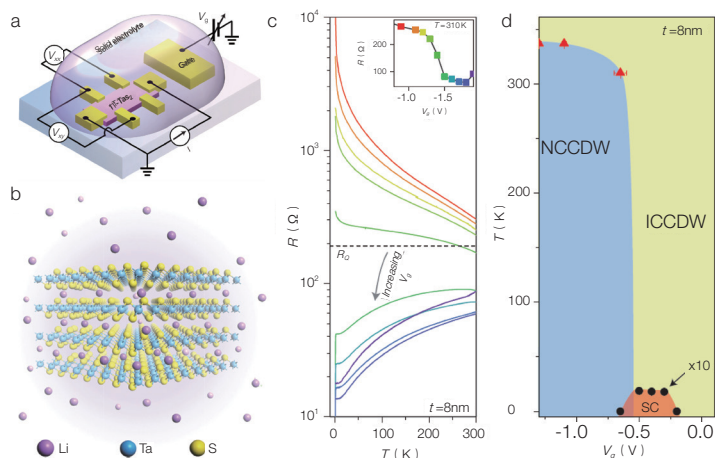 a
Solid electrolyte
Gate
Vg
Vxx
1T-TaS₂
Vxy
I
b
Li
Ta
S
c
10⁴
10³
10²
10¹
R (Ω)
T=310K
200
100
R (Ω)
-1.0
-1.5
Vg (V)
RQ
Increasing
Vg
t=8nm
0
100
200
300
T (K)
d
t=8nm
300
200
100
0
T (K)
NCCDW
ICCDW
x10
SC
-1.0
-0.5
0.0
Vg (V)